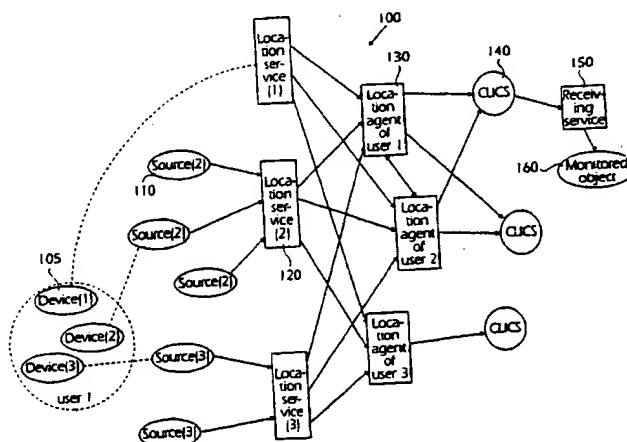 100
Loca-
tion
ser-
vice
(1)
130
Loca-
tion
agent of
user 1
140
CLICS
150
Receiv-
ing
service
160
Monitored
object
110
Source(2)
Source(2)
Source(2)
Loca-
tion
service
(2)
120
Loca-
tion
agent of
user 2
CLICS
105
Device(1)
Device(2)
Device(3)
user 1
Source(3)
Source(3)
Loca-
tion
service
(3)
Loca-
tion
agent of
user 3
CLICS